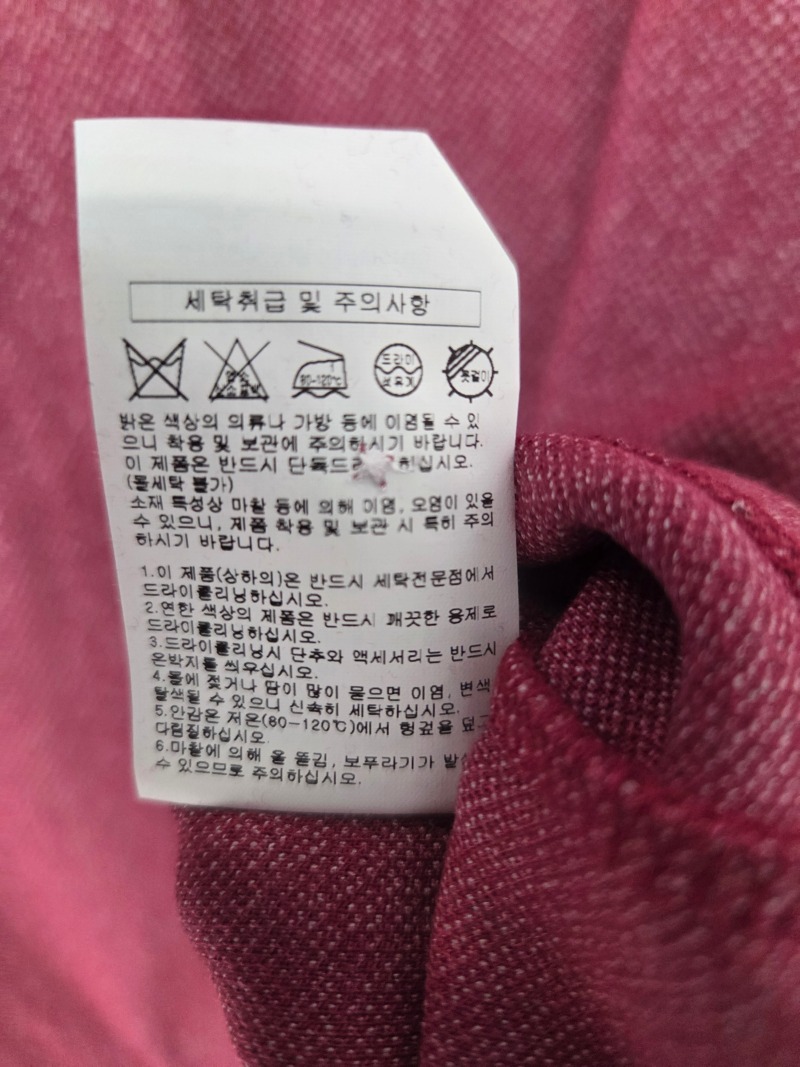 세탁취급 및 주의사항
염소 표백
80-120℃
드라이
석유계
옷걸이
밝은 색상의 의류나 가방 등에 이염될 수 있
으니 착용 및 보관에 주의하시기 바랍니다.
이 제품은 반드시 단독드라 하십시오.
(물세탁 불가)
소재 특성상 마찰 등에 의해 이염, 오염이 있을
수 있으니, 제품 착용 및 보관 시 특히 주의
하시기 바랍니다.
1.이 제품(상하의)은 반드시 세탁전문점에서
드라이클리닝하십시오.
2.연한 색상의 제품은 반드시 깨끗한 용제로
드라이클리닝하십시오.
3.드라이클리닝시 단추와 액세서리는 반드시
은박지를 씌우십시오.
4.물에 젖거나 땀이 많이 묻으면 이염, 변색
탈색될 수 있으니 신속히 세탁하십시오.
5.안감은 저온(80-120℃)에서 헝겊을 덮고
다림질하십시오.
6.마찰에 의해 올 뜯김, 보푸라기가 발생
수 있으므로 주의하십시오.